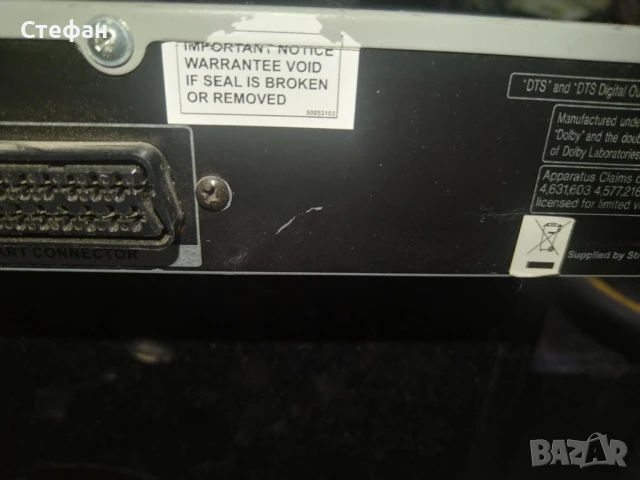 Стефан
IMPORTANT NOTICE
WARRANTEE VOID
IF SEAL IS BROKEN
OR REMOVED
50053103
"DTS" and "DTS Digital Ou
Manufactured unde
"Dolby" and the doub
of Dolby Laboratories
Apparatus Claims o
4,631,603 4,577,216
licensed for limited v
ART CONNECTOR
Supplied by Str
BAZAR